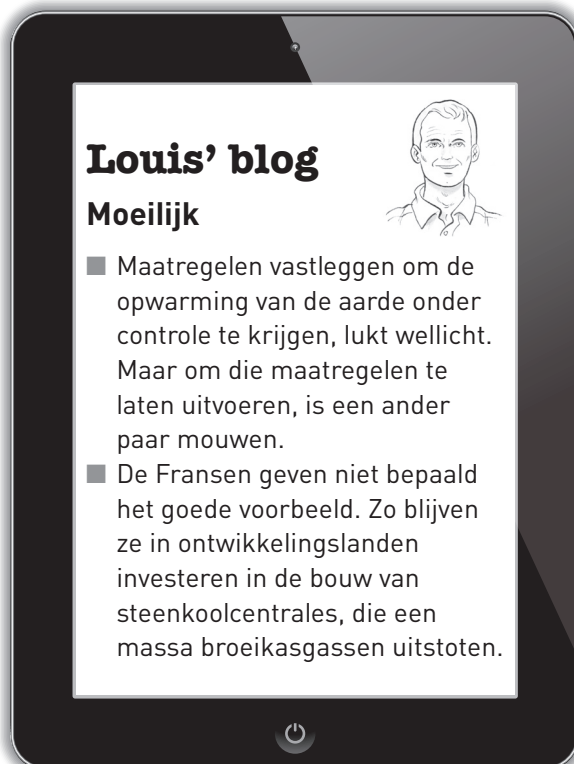 Louis’ blog
Moeilijk
■ Maatregelen vastleggen om de
opwarming van de aarde onder
controle te krijgen, lukt wellicht.
Maar om die maatregelen te
laten uitvoeren, is een ander
paar mouwen.
■ De Fransen geven niet bepaald
het goede voorbeeld. Zo blijven
ze in ontwikkelingslanden
investeren in de bouw van
steenkoolcentrales, die een
massa broeikasgassen uitstoten.